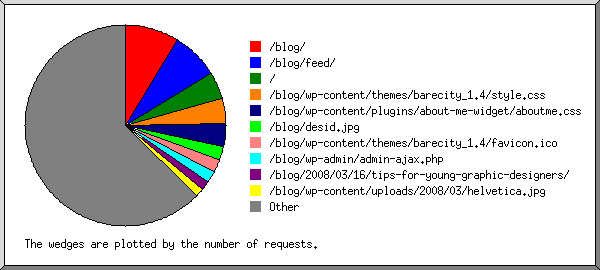 /blog/
/blog/feed/
/
/blog/wp-content/themes/barecity_1.4/style.css
/blog/wp-content/plugins/about-me-widget/aboutme.css
/blog/desid.jpg
/blog/wp-content/themes/barecity_1.4/favicon.ico
/blog/wp-admin/admin-ajax.php
/blog/2008/03/16/tips-for-young-graphic-designers/
/blog/wp-content/uploads/2008/03/helvetica.jpg
Other
The wedges are plotted by the number of requests.